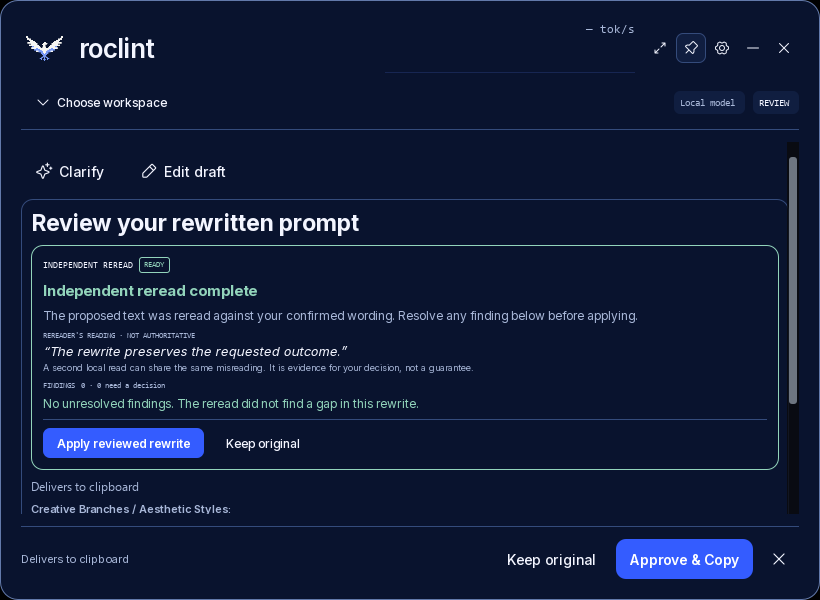 — tok/s
roclint
Choose workspace
Local model
REVIEW
Clarify
Edit draft
Review your rewritten prompt
INDEPENDENT REREAD READY
Independent reread complete
The proposed text was reread against your confirmed wording. Resolve any finding below before applying.
REREADER'S READING · NOT AUTHORITATIVE
“The rewrite preserves the requested outcome.”
A second local read can share the same misreading. It is evidence for your decision, not a guarantee.
FINDINGS 0 · 0 need a decision
No unresolved findings. The reread did not find a gap in this rewrite.
Apply reviewed rewrite
Keep original
Delivers to clipboard
Creative Branches / Aesthetic Styles:
Delivers to clipboard
Keep original
Approve & Copy